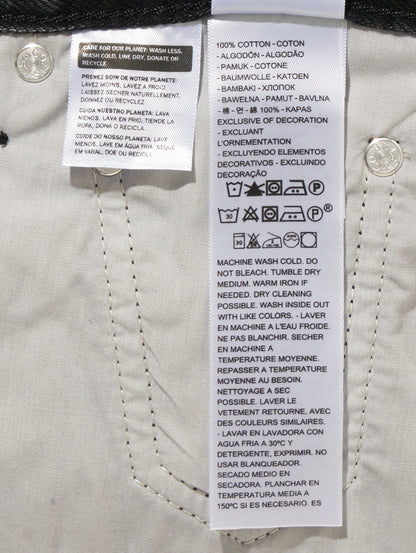 CARE FOR OUR PLANET: WASH LESS,
WASH COLD, LINE DRY, DONATE OR
RECYCLE
PRENEZ SOIN DE NOTRE PLANETE:
LAVEZ MOINS, LAVEZ A FROID,
LAISSEZ SECHER NATURELLEMENT,
DONNEZ OU RECYCLEZ
CUIDA NUESTRO PLANETA: LAVA
MENOS, LAVA EN FRIO, TIENDE LA
ROPA, DONA O RECICLA
CUIDE DO NOSSO PLANETA: LAVE
MENOS, LAVE EM ÁGUA FRIA, SEQUE
EM VARAL, DOE OU RECICLE.
100% COTTON - COTON
- ALGODÓN - ALGODÃO
- PAMUK - COTONE
- BAUMWOLLE - KATOEN
- BAMBAKI - ХЛОПОК
- BAWEŁNA - PAMUT - BAVLNA
- 棉 - 면 - 綿 100% - KAPAS
EXCLUSIVE OF DECORATION
- EXCLUANT
L'ORNEMENTATION
- EXCLUYENDO ELEMENTOS
DECORATIVOS - EXCLUINDO
DECORAÇÃO
P
30 P
30
MACHINE WASH COLD. DO
NOT BLEACH. TUMBLE DRY
MEDIUM. WARM IRON IF
NEEDED. DRY CLEANING
POSSIBLE. WASH INSIDE OUT
WITH LIKE COLORS. - LAVER
EN MACHINE A L'EAU FROIDE.
NE PAS BLANCHIR. SECHER
EN MACHINE A
TEMPERATURE MOYENNE.
REPASSER A TEMPERATURE
MOYENNE AU BESOIN.
NETTOYAGE A SEC
POSSIBLE. LAVER LE
VETEMENT RETOURNE, AVEC
DES COULEURS SIMILAIRES.
- LAVAR EN LAVADORA CON
AGUA FRIA A 30ºC Y
DETERGENTE, EXPRIMIR. NO
USAR BLANQUEADOR.
SECADO MEDIO EN
SECADORA. PLANCHAR EN
TEMPERATURA MEDIA A
150ºC SI ES NECESARIO. ES